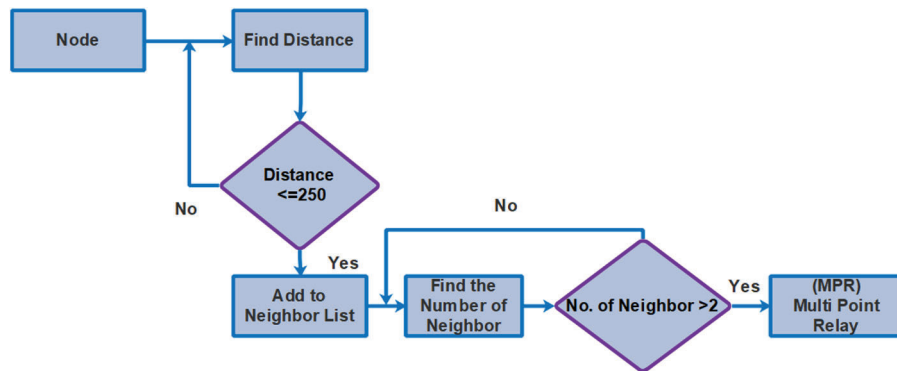 Node
Find Distance
Distance
<=250
No
Yes
Add to
Neighbor List
Find the
Number of
Neighbor
No
No. of Neighbor >2
Yes
(MPR)
Multi Point
Relay